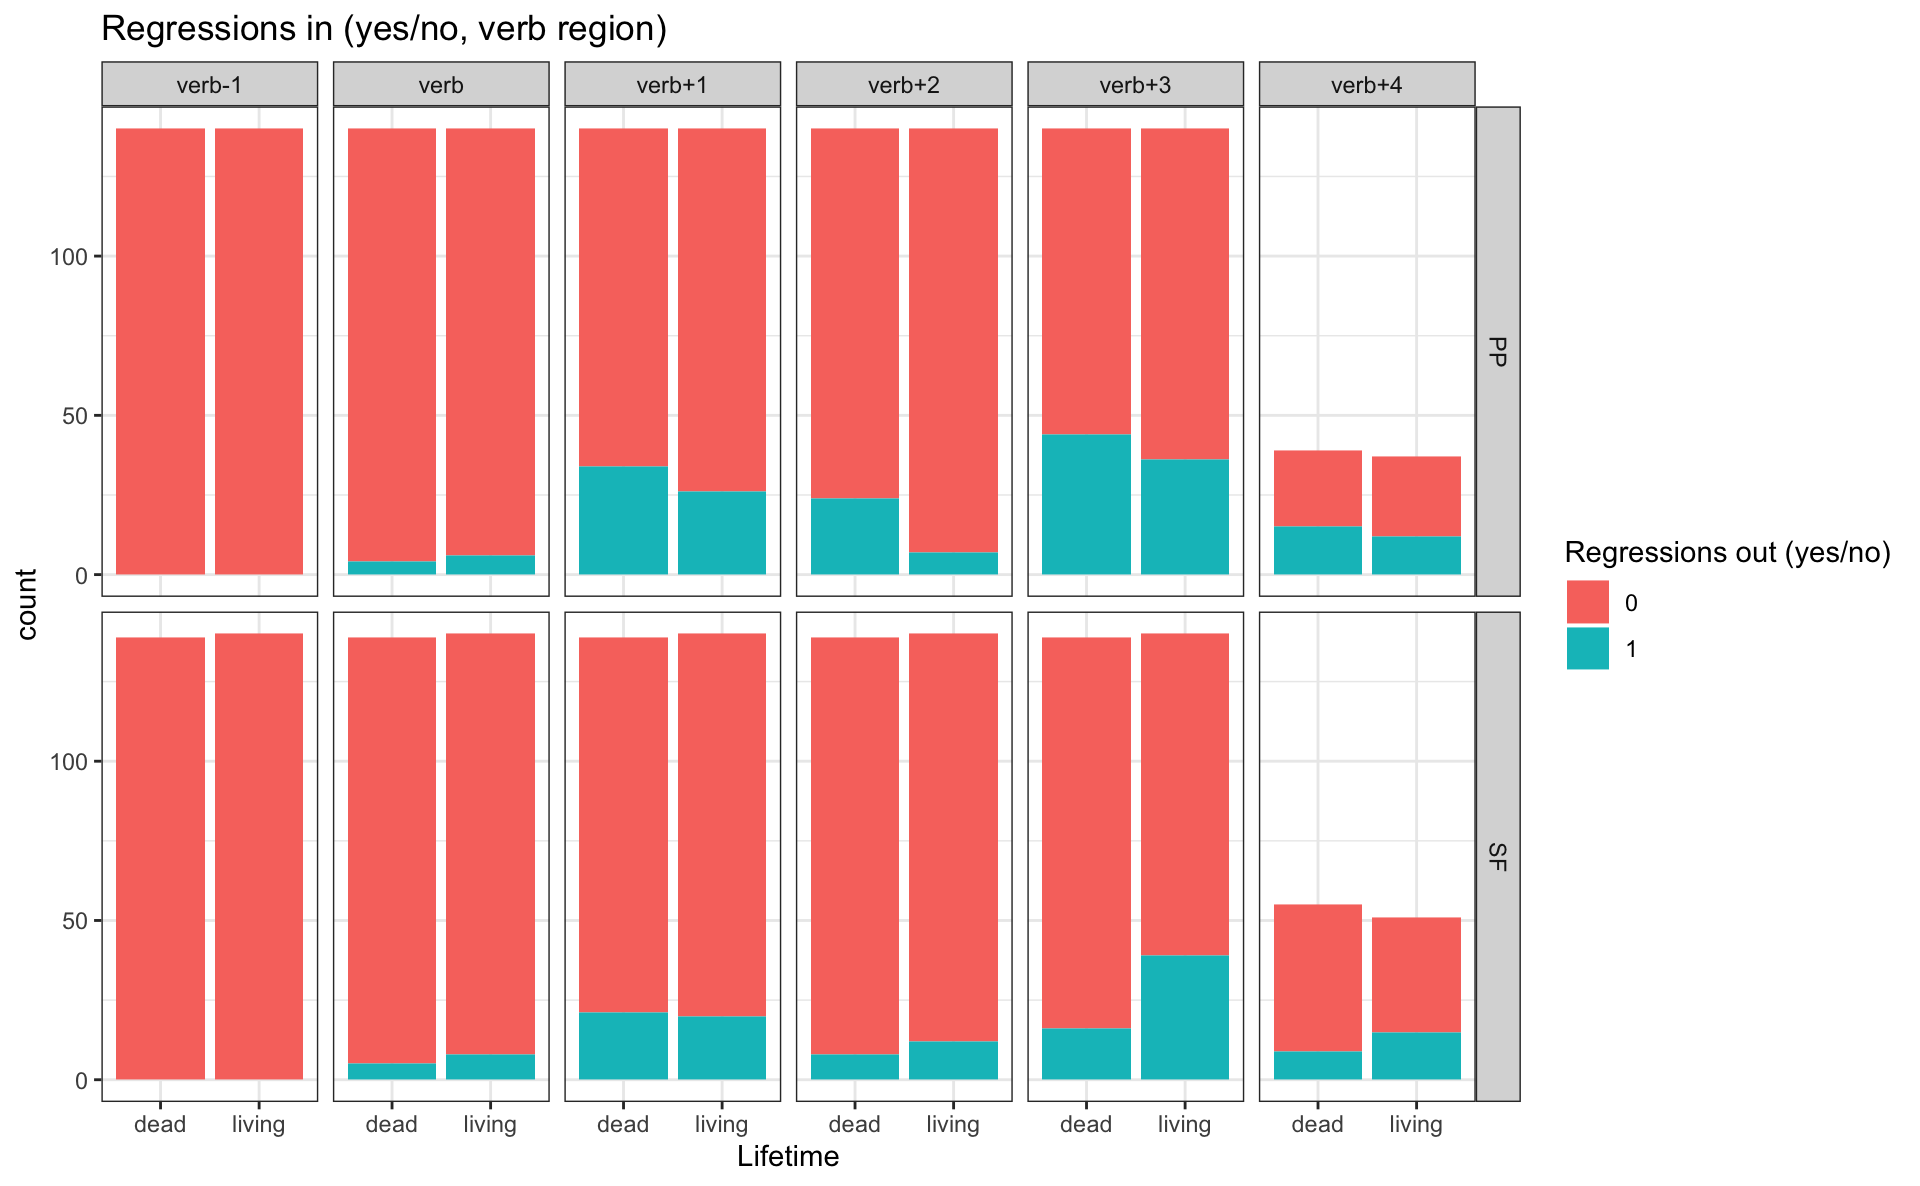 Regressions in (yes/no, verb region)
verb-1 verb verb+1 verb+2 verb+3 verb+4
100
50
0
PP
count
100
50
0
SF
dead living dead living dead living dead living dead living dead living
Lifetime
Regressions out (yes/no)
0
1